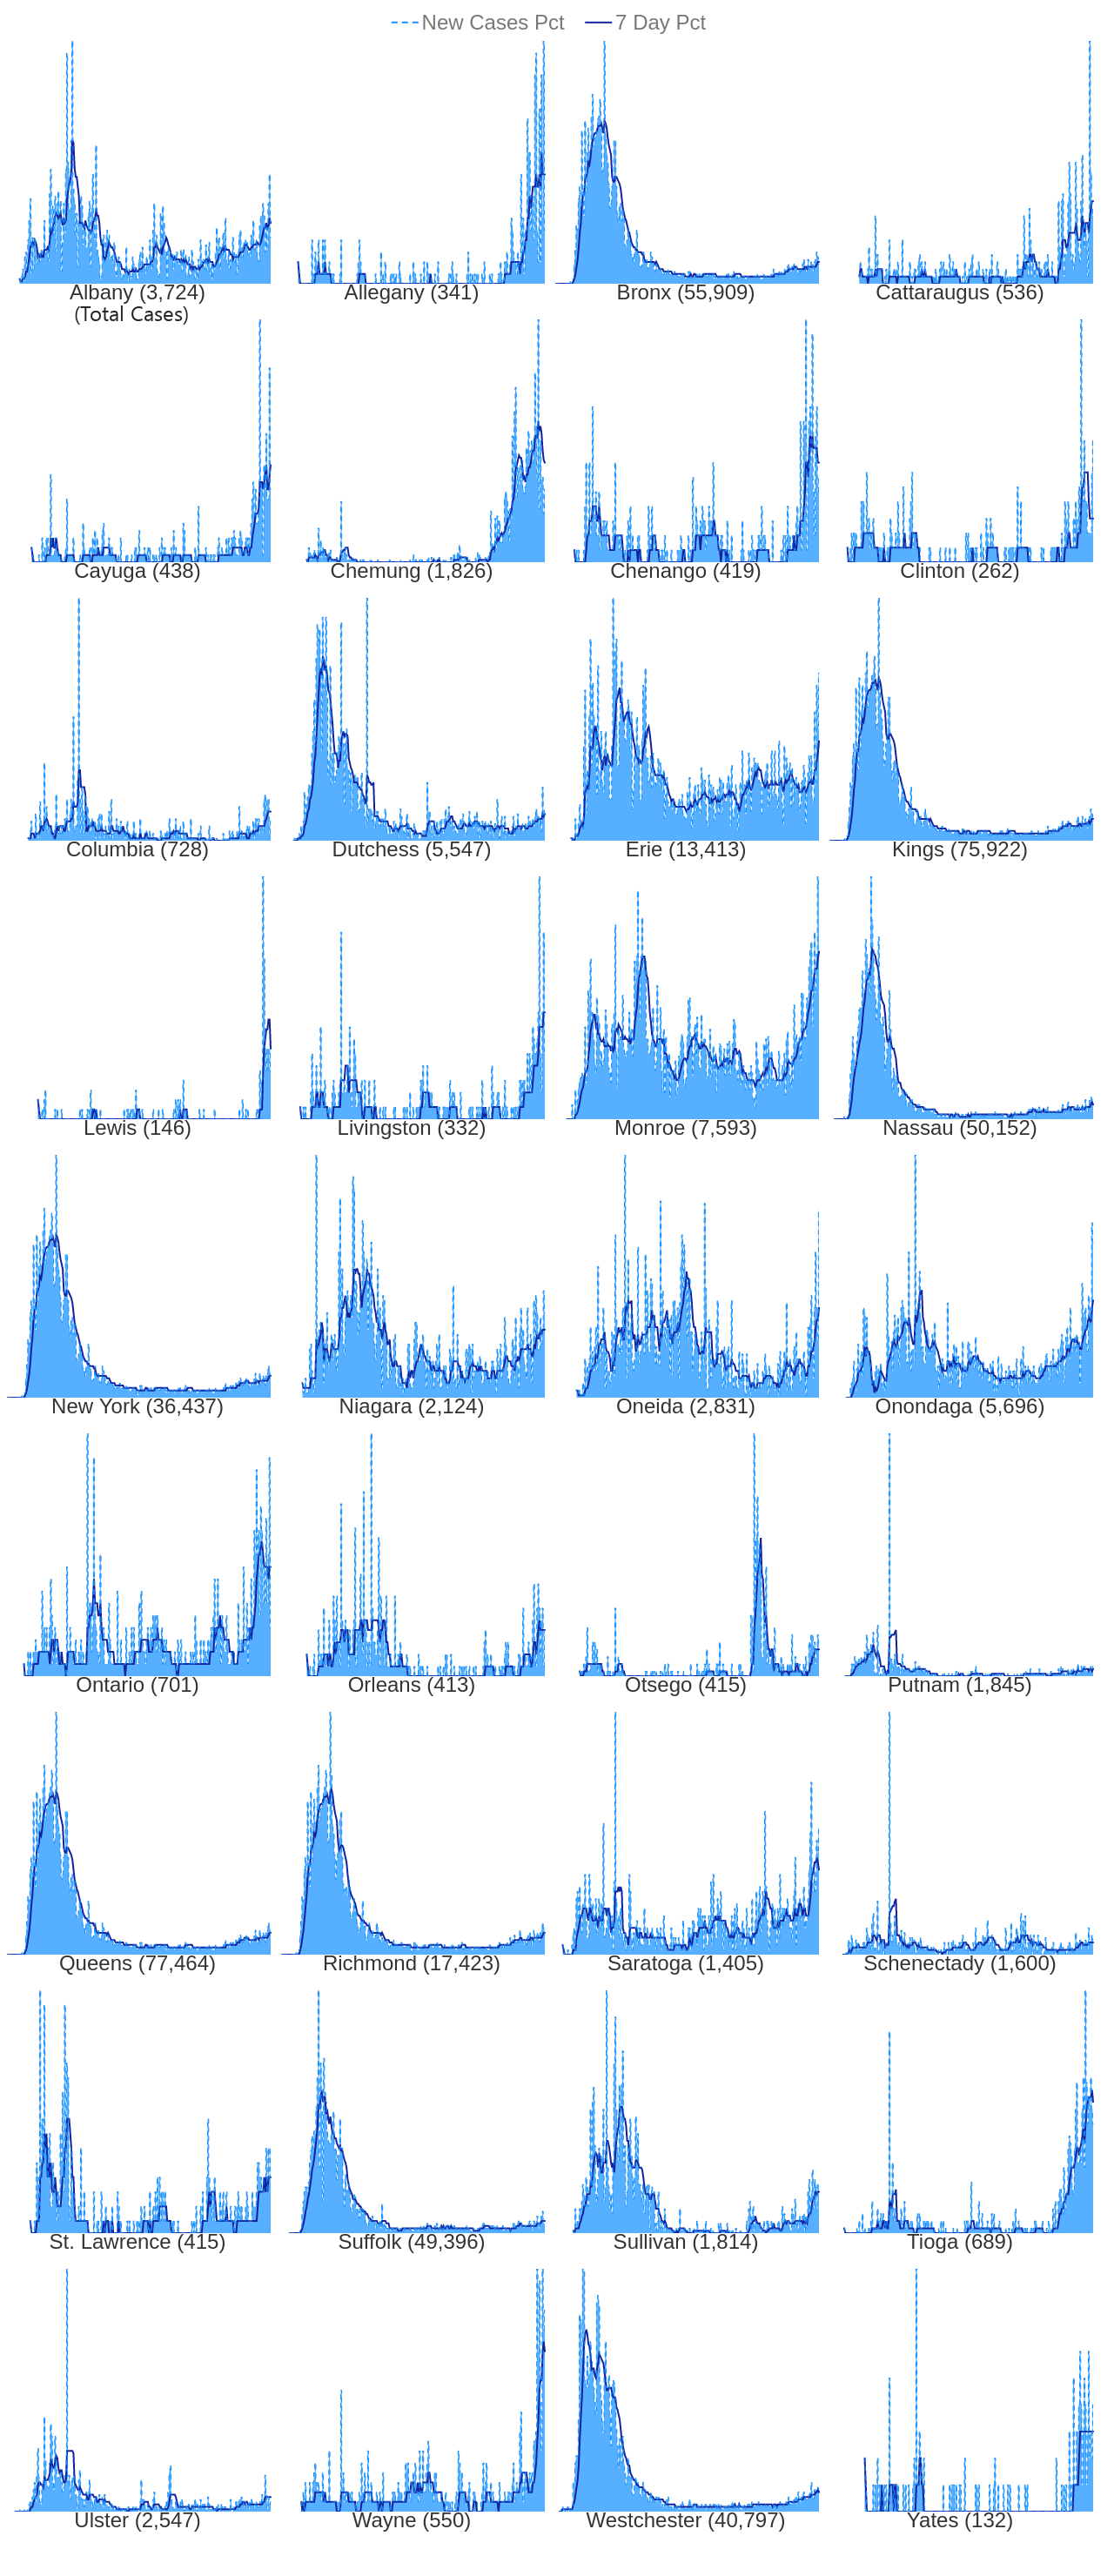 New Cases Pct 7 Day Pct
Albany (3,724) Allegany (341) Bronx (55,909) Cattaraugus (536)
(Total Cases)
Cayuga (438) Chemung (1,826) Chenango (419) Clinton (262)
Columbia (728) Dutchess (5,547) Erie (13,413) Kings (75,922)
Lewis (146) Livingston (332) Monroe (7,593) Nassau (50,152)
New York (36,437) Niagara (2,124) Oneida (2,831) Onondaga (5,696)
Ontario (701) Orleans (413) Otsego (415) Putnam (1,845)
Queens (77,464) Richmond (17,423) Saratoga (1,405) Schenectady (1,600)
St. Lawrence (415) Suffolk (49,396) Sullivan (1,814) Tioga (689)
Ulster (2,547) Wayne (550) Westchester (40,797) Yates (132)